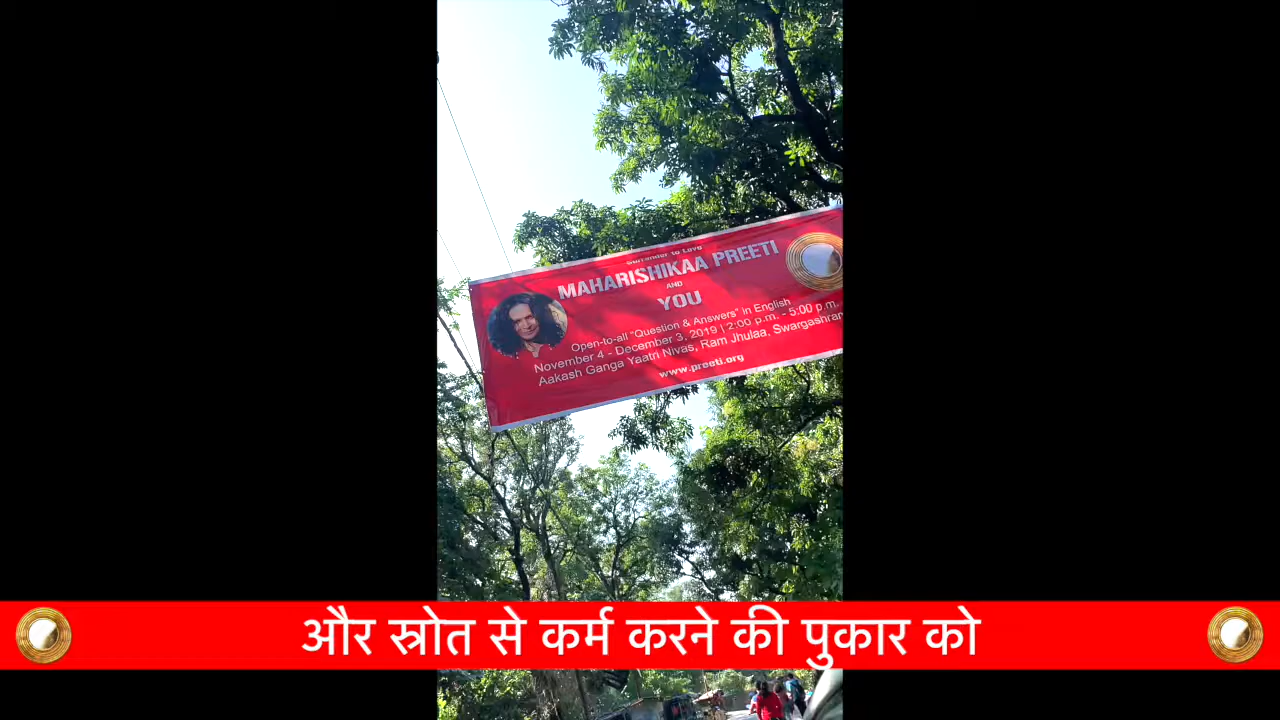 Surrender to Love
MAHARISHIKAA PREETI
AND
YOU
Open-to-all "Question & Answers" in English
November 4 - December 3, 2019 | 2:00 p.m. - 5:00 p.m.
Aakash Ganga Yaatri Nivas, Ram Jhulaa, Swargashram
www.preeti.org
और स्रोत से कर्म करने की पुकार को